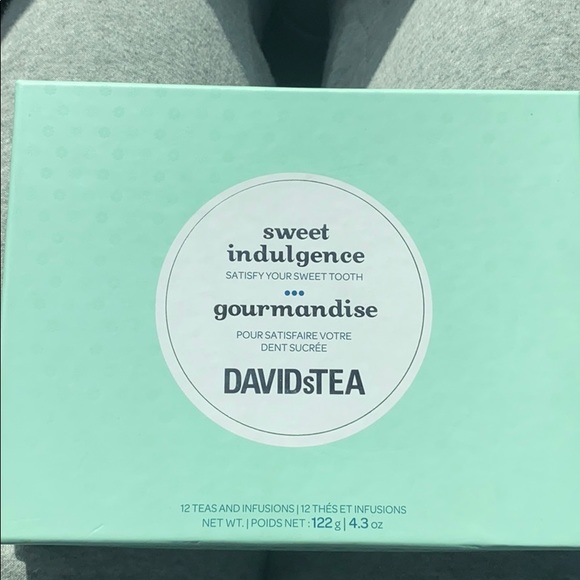 sweet
indulgence
SATISFY YOUR SWEET TOOTH
•••
gourmandise
POUR SATISFAIRE VOTRE
DENT SUCRÉE
DAVIDsTEA
12 TEAS AND INFUSIONS | 12 THÉS ET INFUSIONS
NET WT. | POIDS NET : 122 g | 4.3 oz